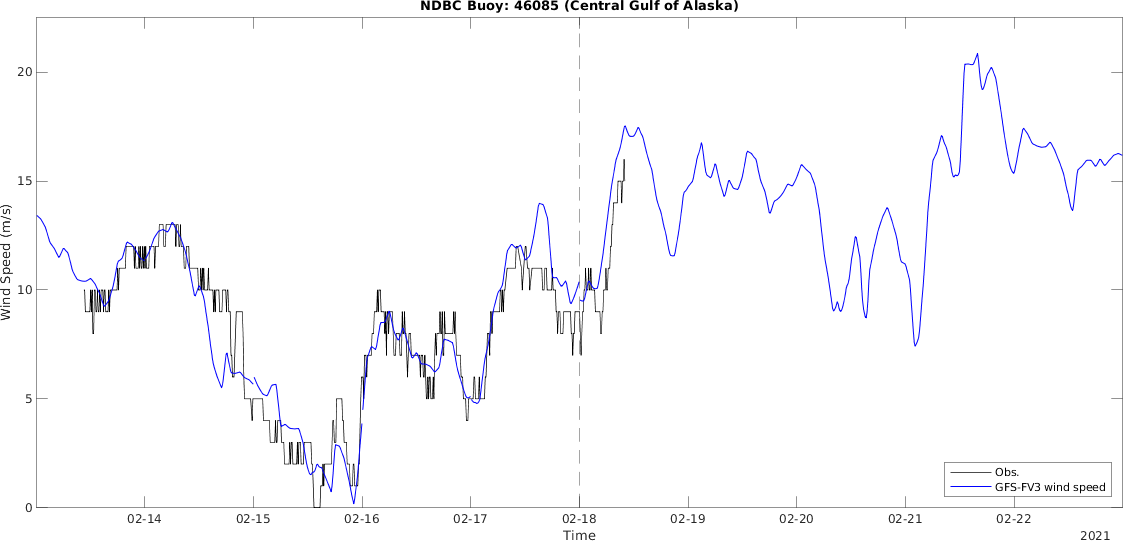 NDBC Buoy: 46085 (Central Gulf of Alaska)
Wind Speed (m/s)
20
15
10
5
0
02-14 02-15 02-16 02-17 02-18 02-19 02-20 02-21 02-22
Time
2021
Obs.
GFS-FV3 wind speed